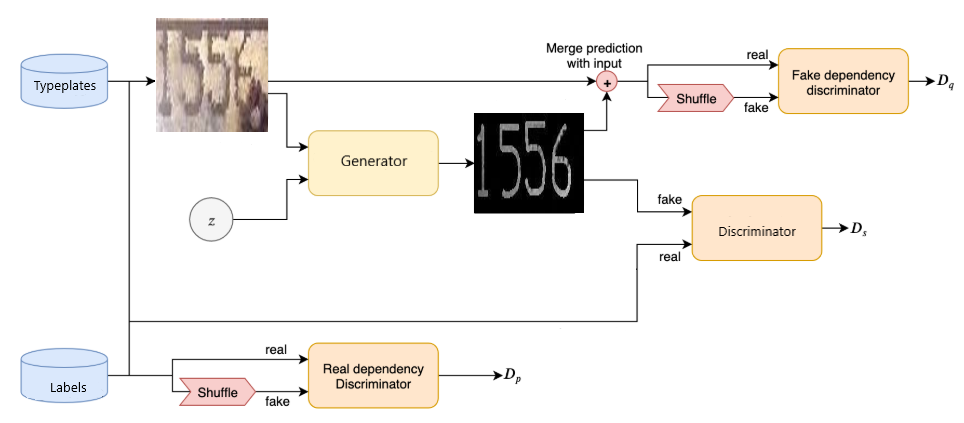 Typeplates
1556
Merge prediction
with input
+
real
Shuffle
fake
Fake dependency
discriminator
D_q
Generator
1556
z
fake
real
Discriminator
D_s
Labels
real
Shuffle
fake
Real dependency
Discriminator
D_p